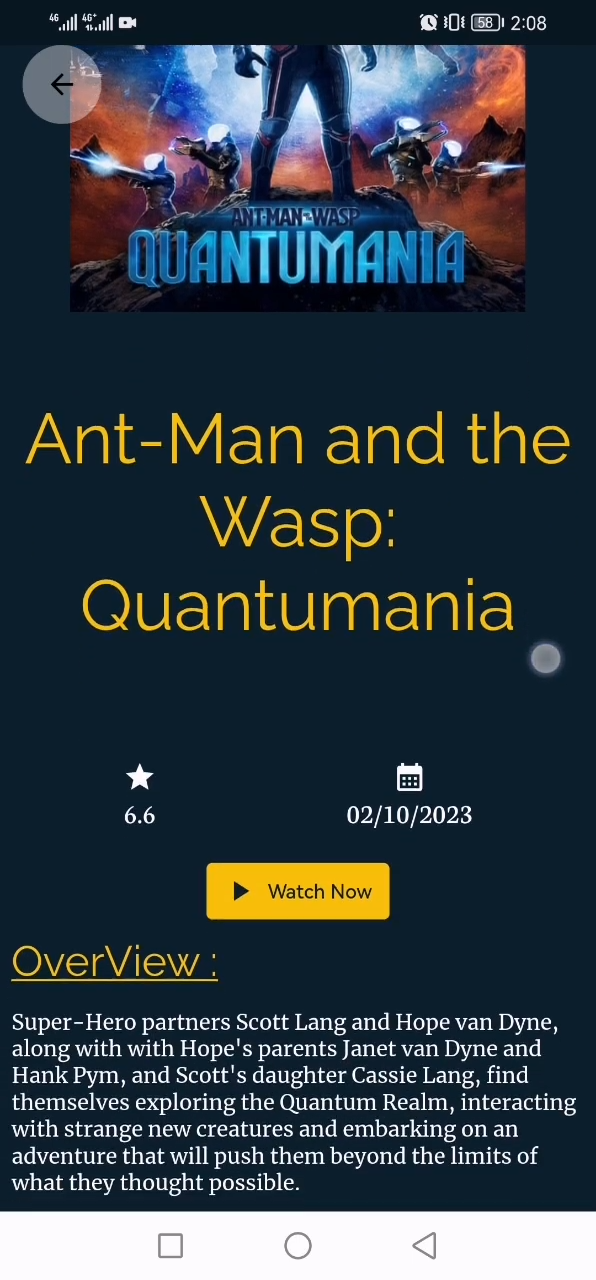 4G 4G+ 58 2:08
ANT-MAN AND THE WASP
QUANTUMANIA
Ant-Man and the
Wasp:
Quantumania
6.6 02/10/2023
Watch Now
OverView :
Super-Hero partners Scott Lang and Hope van Dyne,
along with with Hope's parents Janet van Dyne and
Hank Pym, and Scott's daughter Cassie Lang, find
themselves exploring the Quantum Realm, interacting
with strange new creatures and embarking on an
adventure that will push them beyond the limits of
what they thought possible.